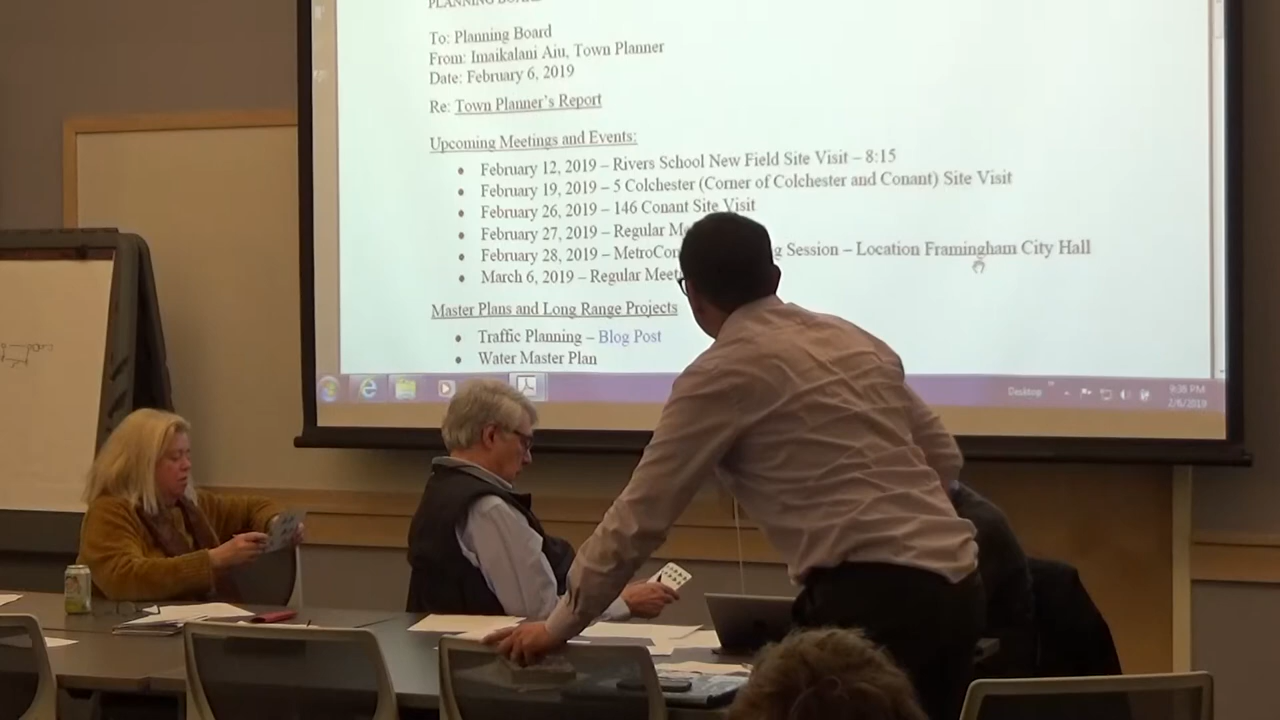 PLANNING BOARD
To: Planning Board
From: Imaikalani Aiu, Town Planner
Date: February 6, 2019
Re: Town Planner's Report
Upcoming Meetings and Events:
• February 12, 2019 – Rivers School New Field Site Visit – 8:15
• February 19, 2019 – 5 Colchester (Corner of Colchester and Conant) Site Visit
• February 26, 2019 – 146 Conant Site Visit
• February 27, 2019 – Regular
• February 28, 2019 – Session – Location Framingham City Hall
• March 6, 2019 – Regular
Master Plans and Long Range Projects
• Traffic Planning – Blog Post
• Water Master Plan
Desktop
9:38 PM
2/6/2019